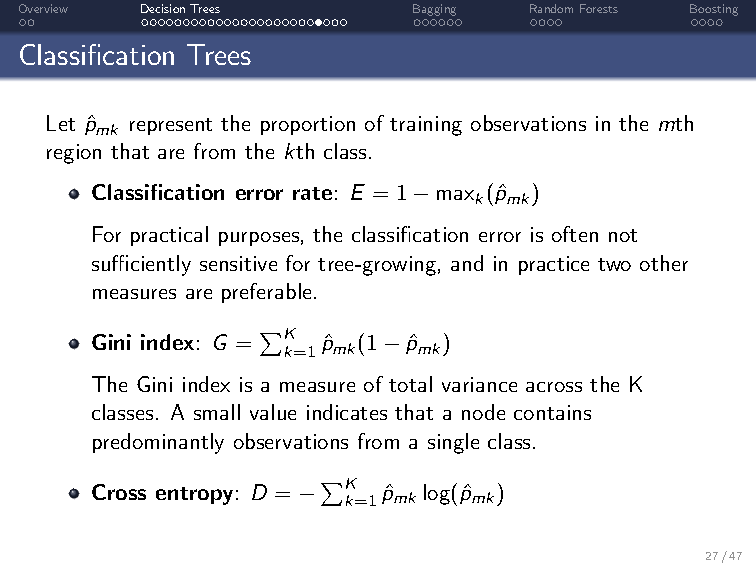 Overview Decision Trees Bagging Random Forests Boosting
Classification Trees
Let p̂ₘₖ represent the proportion of training observations in the mth
region that are from the kth class.
Classification error rate: E = 1 − maxₖ(p̂ₘₖ)
For practical purposes, the classification error is often not
sufficiently sensitive for tree-growing, and in practice two other
measures are preferable.
Gini index: G = ∑ᴷₖ₌₁ p̂ₘₖ(1 − p̂ₘₖ)
The Gini index is a measure of total variance across the K
classes. A small value indicates that a node contains
predominantly observations from a single class.
Cross entropy: D = − ∑ᴷₖ₌₁ p̂ₘₖ log(p̂ₘₖ)
27 / 47